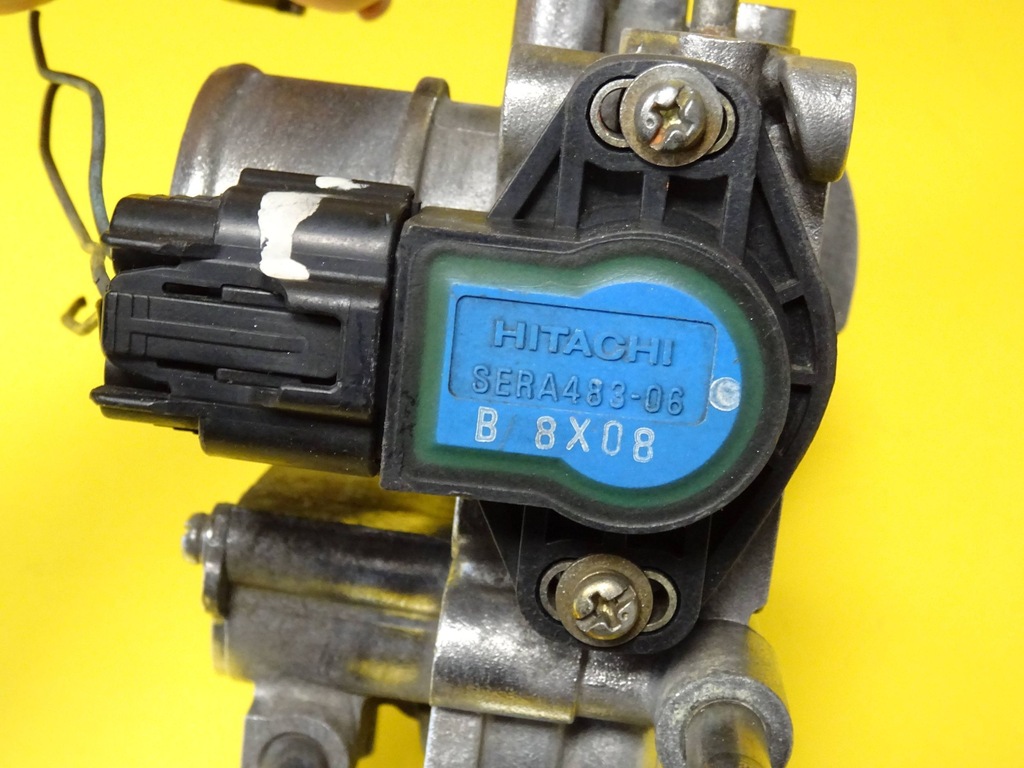 HITACHI
SERA483-06
B 8X08